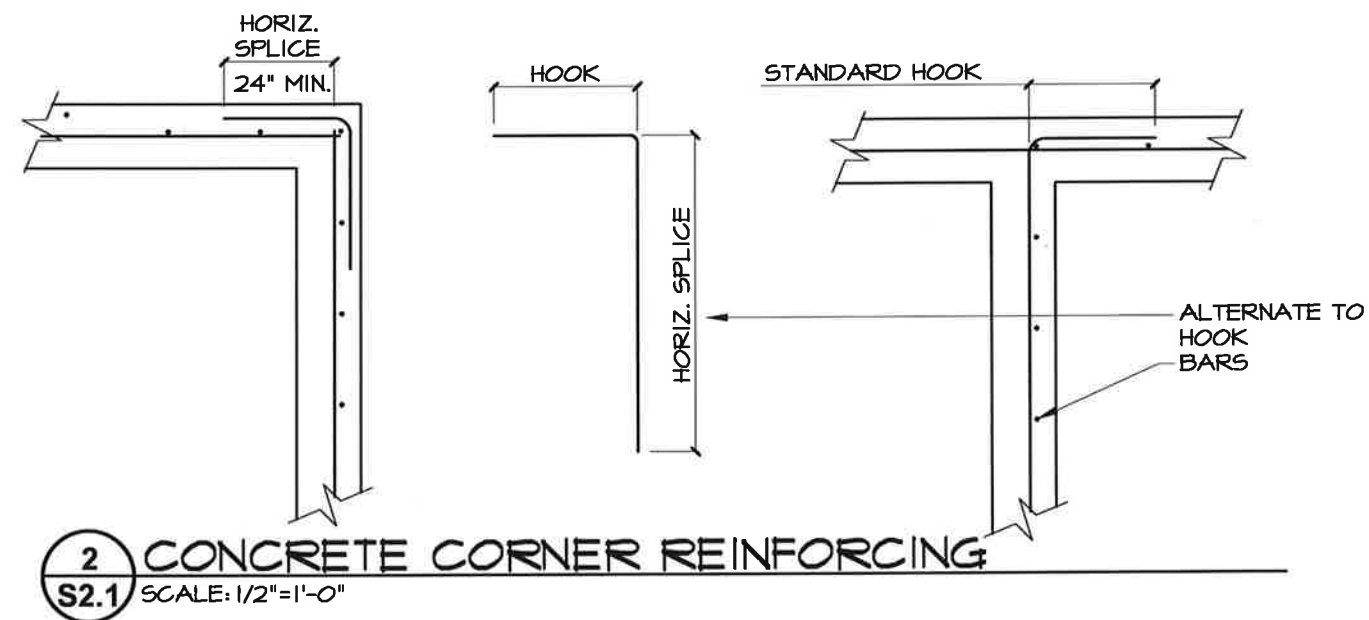 HORIZ.
SPLICE
24" MIN.
HOOK
HORIZ. SPLICE
STANDARD HOOK
ALTERNATE TO
HOOK
BARS
2
S2.1
CONCRETE CORNER REINFORCING
SCALE: 1/2"=1'-0"